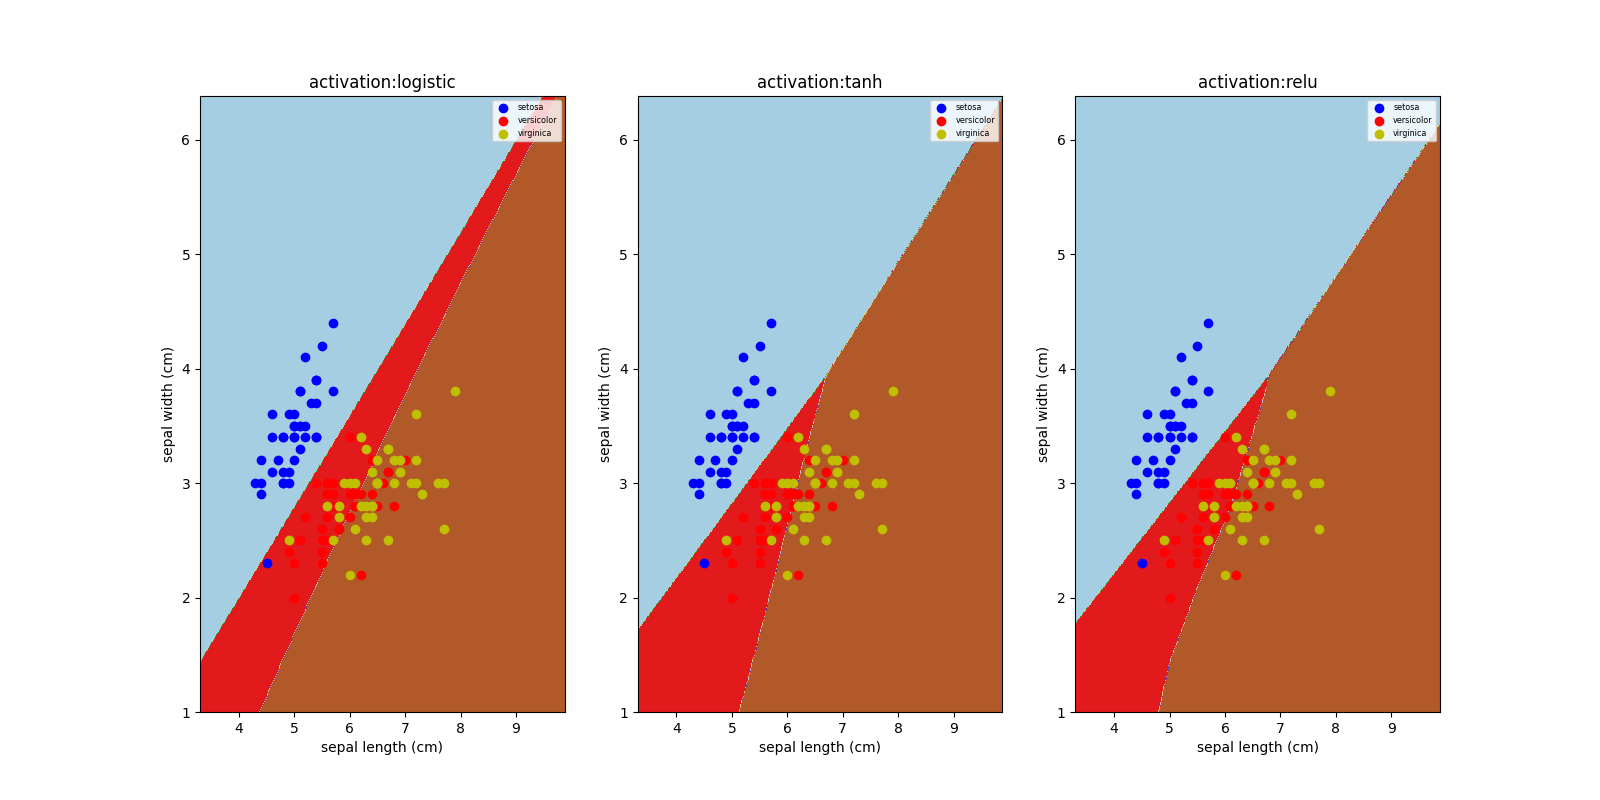 activation:logistic
setosa
versicolor
virginica
6
5
4
3
2
1
sepal width (cm)
4 5 6 7 8 9
sepal length (cm)
activation:tanh
setosa
versicolor
virginica
6
5
4
3
2
1
sepal width (cm)
4 5 6 7 8 9
sepal length (cm)
activation:relu
setosa
versicolor
virginica
6
5
4
3
2
1
sepal width (cm)
4 5 6 7 8 9
sepal length (cm)